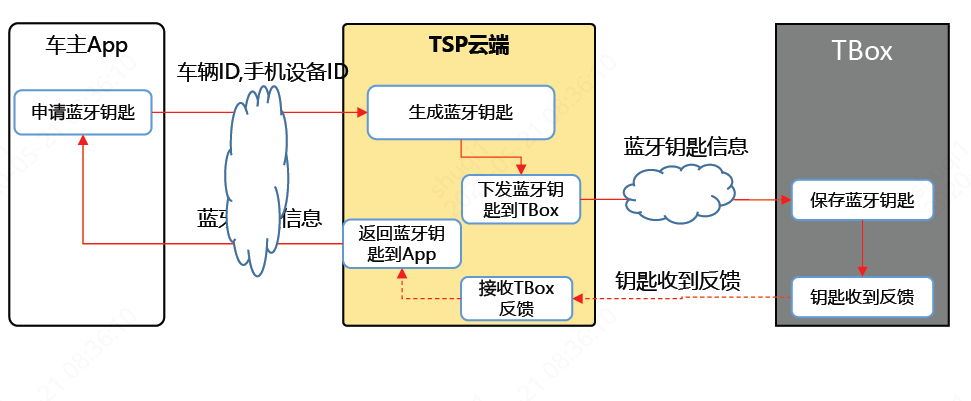 车主App
TSP云端
TBox
车辆ID,手机设备ID
申请蓝牙钥匙
生成蓝牙钥匙
蓝牙钥匙信息
下发蓝牙钥
匙到TBox
保存蓝牙钥匙
蓝牙
信息
返回蓝牙钥
匙到App
钥匙收到反馈
接收TBox
反馈
钥匙收到反馈